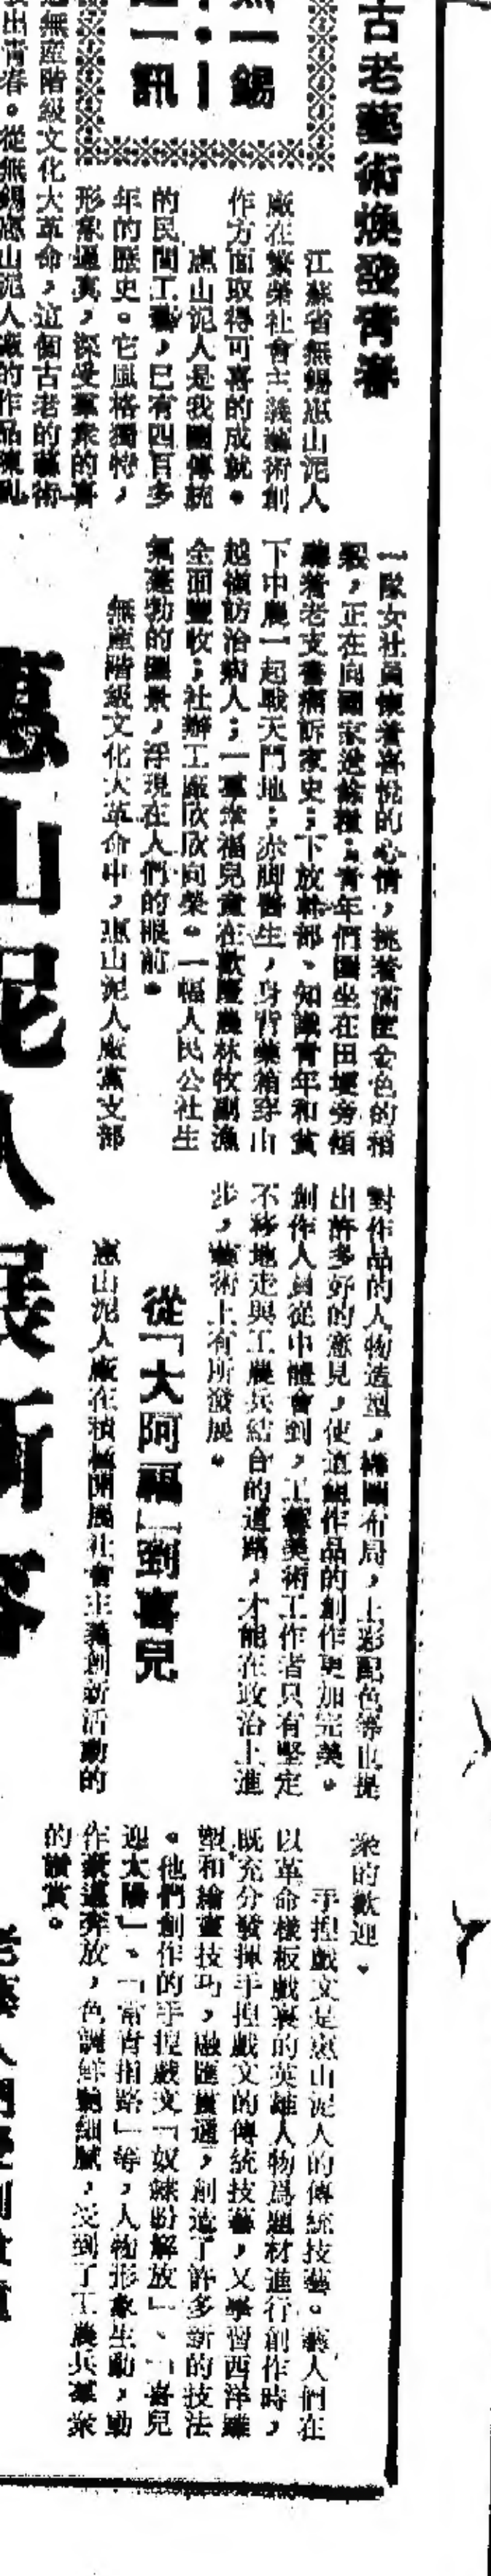 古老藝術煥發青春
無一錫
一訊
江蘇省無錫惠山泥人
廠在繁榮社會主義藝術創
作方面取得可喜的成就。
惠山泥人是我國傳統
的民間工藝,已有四百多
年的歷史。它風格獨特,
形象逼真,深受羣衆的喜
無產階級文化大革命,這個古老的藝術
出青春。從無錫惠山泥人廠的作品陳列
一隊女社員懷着喜悅的心情,挑着滿筐金色的稻
穀,正在向國家送餘糧;青年們圍坐在田埂旁傾
聽着老支書痛訴家史;下放幹部、知識青年和貧
下中農一起戰天鬥地;赤脚醫生,身背藥箱穿山
越嶺防治病人;一羣幸福兒童在歡慶農林牧副漁
全面豐收;社辦工廠欣欣向榮。一幅人民公社生
氣蓬勃的圖景,浮現在人們的眼前。
無產階級文化大革命中,惠山泥人廠黨支部
惠山泥人展新容
對作品的人物造型,構圖布局,上彩配色等也提
出許多好的意見,使這組作品的創作更加完美。
創作人員從中體會到,工藝美術工作者只有堅定
不移地走與工農兵結合的道路,才能在政治上進
步,藝術上有所發展。
從「大阿福」到喜兒
惠山泥人廠在積極開展社會主義創新活動的
衆的歡迎。
手捏戲文是惠山泥人的傳統技藝。藝人們在
以革命樣板戲裏的英雄人物爲題材進行創作時,
既充分發揮手捏戲文的傳統技藝,又學習西洋雕
塑和繪畫技巧,融匯貫通,創造了許多新的技法
。他們創作的手捏戲文「奴隸盼解放」、「喜兒
迎太陽」、「常青指路」等,人物形象生動,動
作豪邁奔放,色調鮮艷細膩,受到了工農兵羣衆
的讚賞。
老藝人們